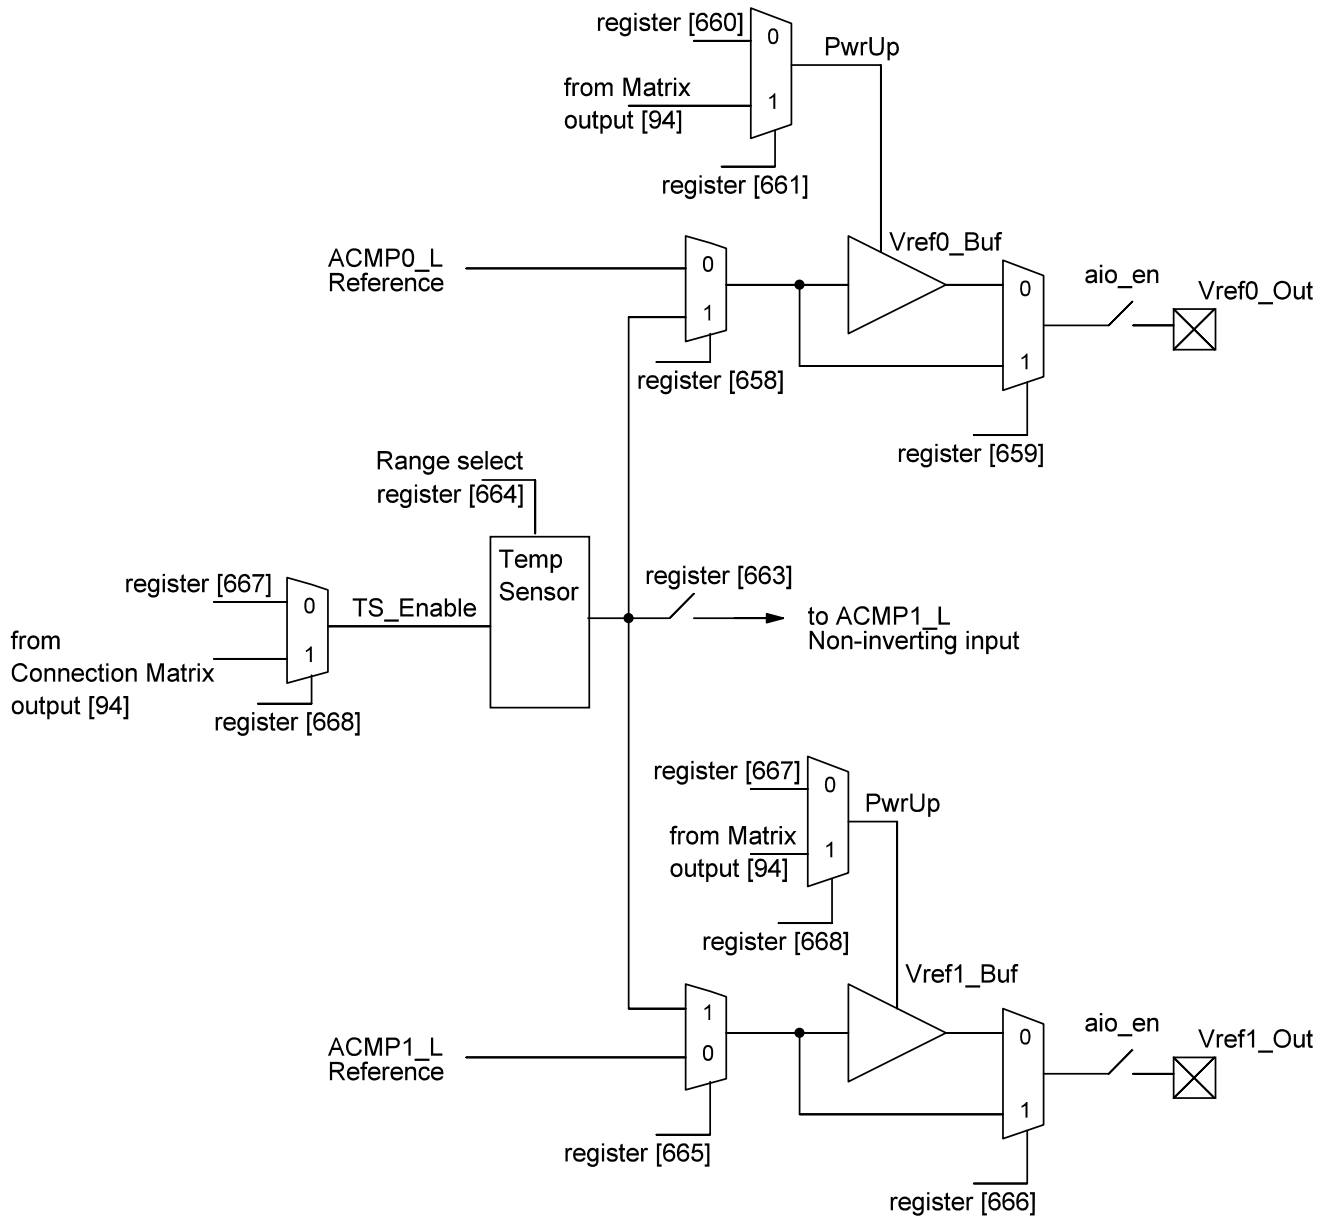 register [660]
0
PwrUp
from Matrix
1
output [94]
register [661]
ACMP0_L
Reference
0
1
register [658]
Vref0_Buf
0
1
aio_en
Vref0_Out
register [659]
Range select
register [664]
Temp
Sensor
register [663]
to ACMP1_L
Non-inverting input
register [667]
0
TS_Enable
from
1
Connection Matrix
output [94]
register [668]
register [667]
0
PwrUp
from Matrix
1
output [94]
register [668]
Vref1_Buf
1
0
ACMP1_L
Reference
register [665]
0
1
aio_en
Vref1_Out
register [666]